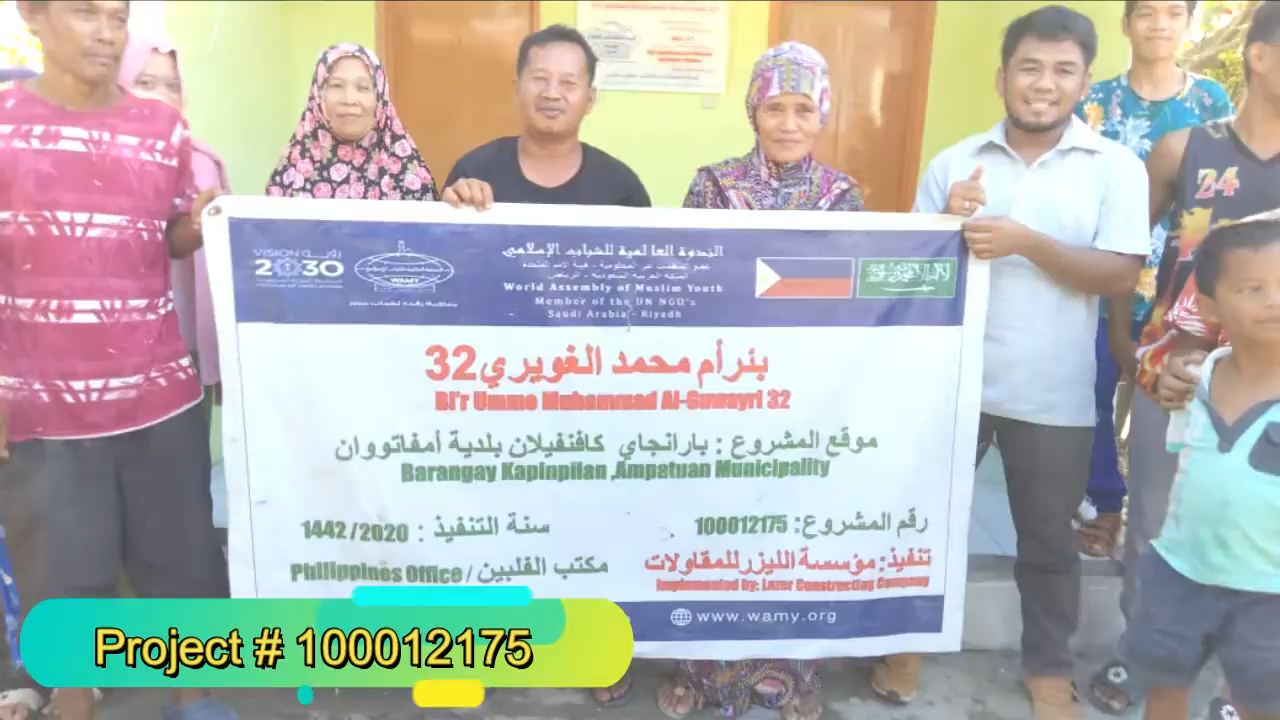 VISION رؤية
2030
WAMY
الندوة العالمية للشباب الإسلامي
World Assembly of Muslim Youth
Member of the UN NGO's
Saudi Arabia - Riyadh
بئرأم محمد الغويري32
Bi'r Ummo Muhammad Al-Guwayri 32
موقع المشروع : بارانجاي كافنفيلان بلدية أمفاتووان
Barangay Kapinpilan ,Ampatuan Municipality
رقم المشروع: 100012175
سنة التنفيذ : 1442/2020
تنفيذ: مؤسسة الليزر للمقاولات
Implemented by: Lazer Constructing Company
مكتب الفلبين / Philippines Office
www.wamy.org
24
Project # 100012175